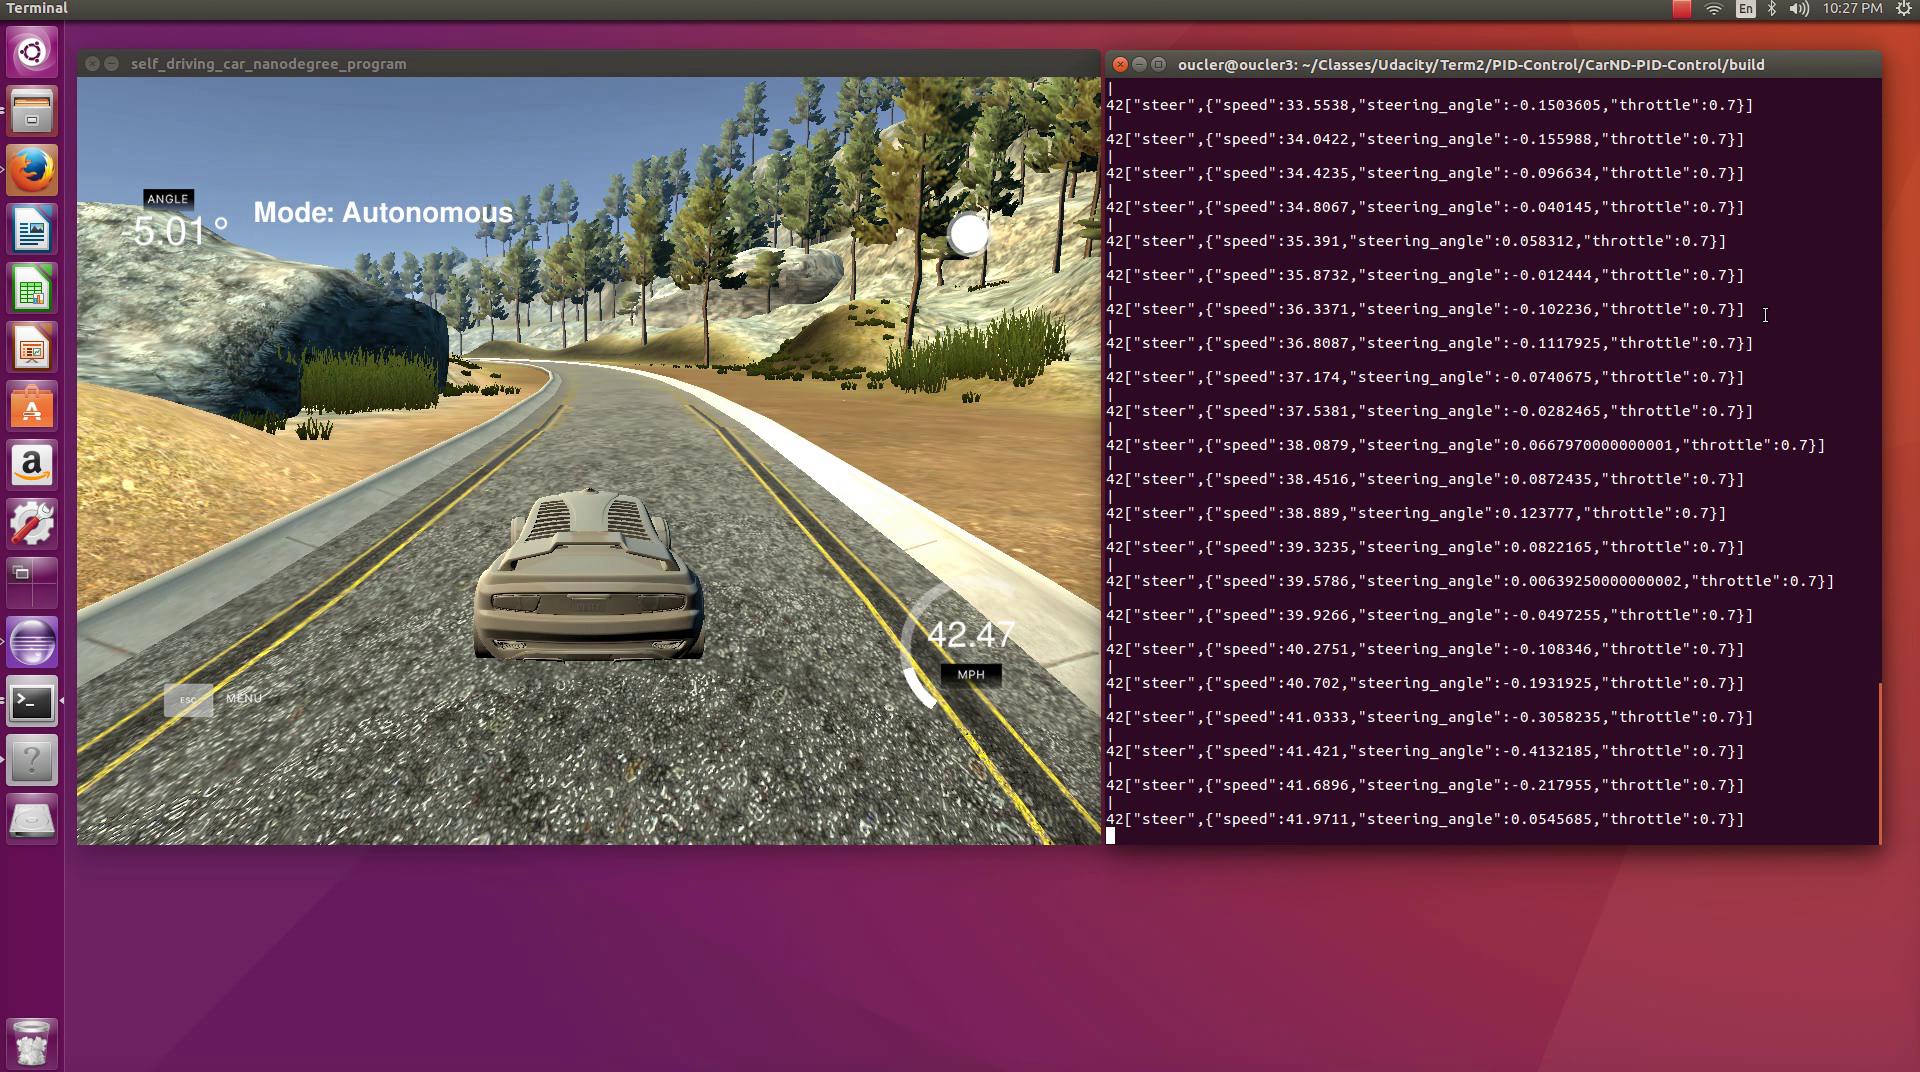 Terminal
En
10:27 PM
self_driving_car_nanodegree_program
ANGLE
-5.01°
Mode: Autonomous
42.47
MPH
ESC
MENU
oucler@oucler3: ~/Classes/Udacity/Term2/PID-Control/CarND-PID-Control/build
|
42["steer",{"speed":33.5538,"steering_angle":-0.1503605,"throttle":0.7}]
|
42["steer",{"speed":34.0422,"steering_angle":-0.155988,"throttle":0.7}]
|
42["steer",{"speed":34.4235,"steering_angle":-0.096634,"throttle":0.7}]
|
42["steer",{"speed":34.8067,"steering_angle":-0.040145,"throttle":0.7}]
|
42["steer",{"speed":35.391,"steering_angle":0.058312,"throttle":0.7}]
|
42["steer",{"speed":35.8732,"steering_angle":-0.012444,"throttle":0.7}]
|
42["steer",{"speed":36.3371,"steering_angle":-0.102236,"throttle":0.7}]
|
42["steer",{"speed":36.8087,"steering_angle":-0.1117925,"throttle":0.7}]
|
42["steer",{"speed":37.174,"steering_angle":-0.0740675,"throttle":0.7}]
|
42["steer",{"speed":37.5381,"steering_angle":-0.0282465,"throttle":0.7}]
|
42["steer",{"speed":38.0879,"steering_angle":0.0667970000000001,"throttle":0.7}]
|
42["steer",{"speed":38.4516,"steering_angle":0.0872435,"throttle":0.7}]
|
42["steer",{"speed":38.889,"steering_angle":0.123777,"throttle":0.7}]
|
42["steer",{"speed":39.3235,"steering_angle":0.0822165,"throttle":0.7}]
|
42["steer",{"speed":39.5786,"steering_angle":0.00639250000000002,"throttle":0.7}]
|
42["steer",{"speed":39.9266,"steering_angle":-0.0497255,"throttle":0.7}]
|
42["steer",{"speed":40.2751,"steering_angle":-0.108346,"throttle":0.7}]
|
42["steer",{"speed":40.702,"steering_angle":-0.1931925,"throttle":0.7}]
|
42["steer",{"speed":41.0333,"steering_angle":-0.3058235,"throttle":0.7}]
|
42["steer",{"speed":41.421,"steering_angle":-0.4132185,"throttle":0.7}]
|
42["steer",{"speed":41.6896,"steering_angle":-0.217955,"throttle":0.7}]
|
42["steer",{"speed":41.9711,"steering_angle":0.0545685,"throttle":0.7}]